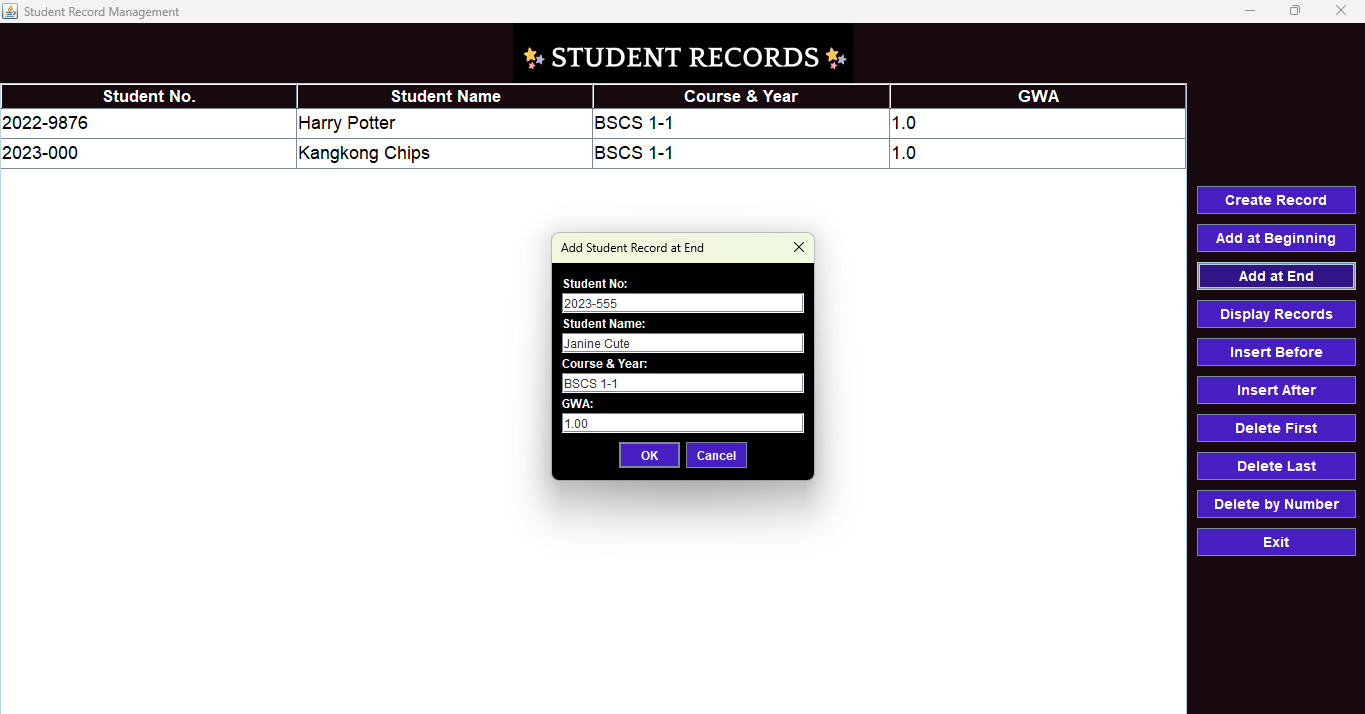 Student Record Management
STUDENT RECORDS
Student No. Student Name Course & Year GWA
2022-9876 Harry Potter BSCS 1-1 1.0
2023-000 Kangkong Chips BSCS 1-1 1.0
Add Student Record at End
Student No:
2023-555
Student Name:
Janine Cute
Course & Year:
BSCS 1-1
GWA:
1.00
OK Cancel
Create Record
Add at Beginning
Add at End
Display Records
Insert Before
Insert After
Delete First
Delete Last
Delete by Number
Exit